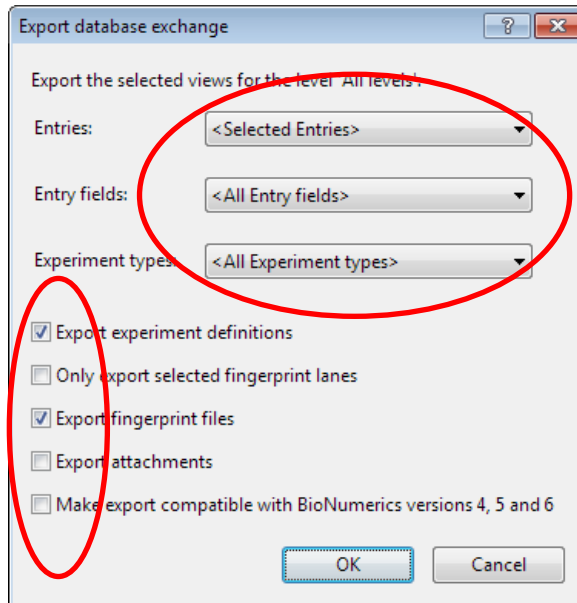 Export database exchange
Export the selected views for the level 'All levels'.
Entries: <Selected Entries>
Entry fields: <All Entry fields>
Experiment types: <All Experiment types>
Export experiment definitions
Only export selected fingerprint lanes
Export fingerprint files
Export attachments
Make export compatible with BioNumerics versions 4, 5 and 6
OK Cancel